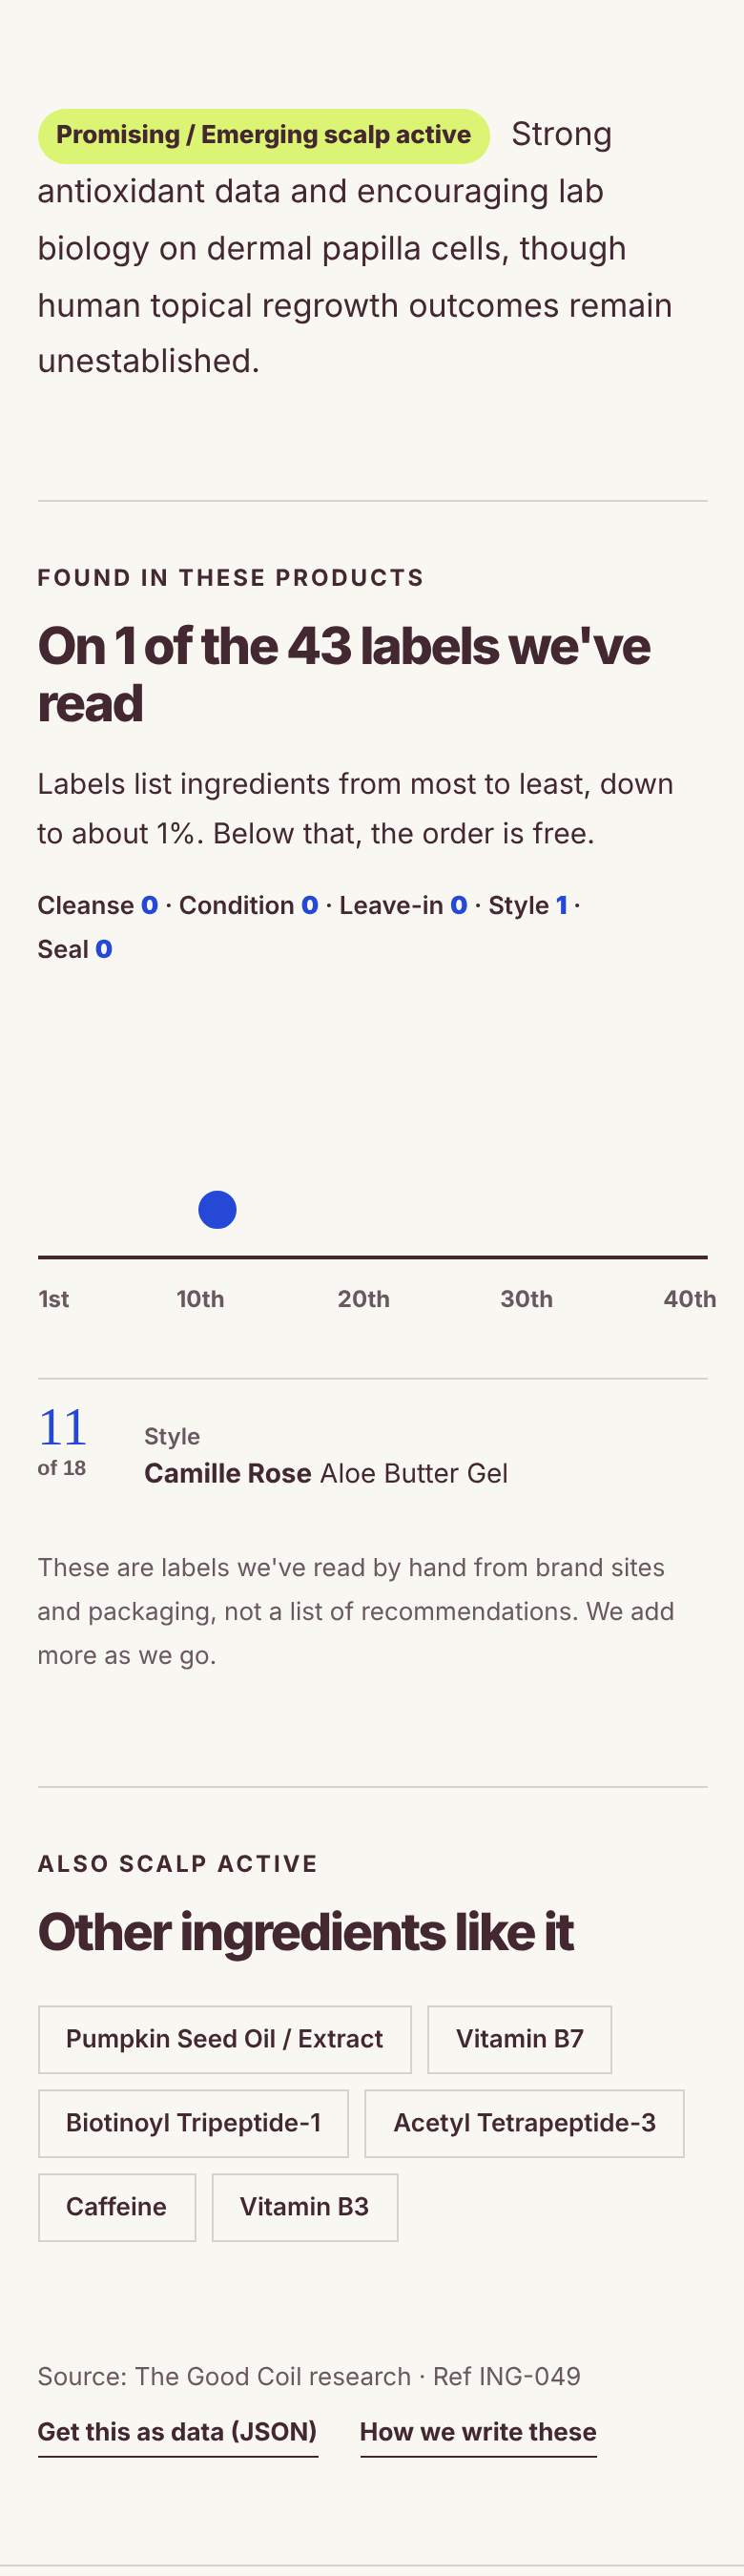 Promising / Emerging scalp active Strong
antioxidant data and encouraging lab
biology on dermal papilla cells, though
human topical regrowth outcomes remain
unestablished.
FOUND IN THESE PRODUCTS
On 1 of the 43 labels we've
read
Labels list ingredients from most to least, down
to about 1%. Below that, the order is free.
Cleanse 0 · Condition 0 · Leave-in 0 · Style 1 ·
Seal 0
1st 10th 20th 30th 40th
11
of 18
Style
Camille Rose Aloe Butter Gel
These are labels we've read by hand from brand sites
and packaging, not a list of recommendations. We add
more as we go.
ALSO SCALP ACTIVE
Other ingredients like it
Pumpkin Seed Oil / Extract Vitamin B7
Biotinoyl Tripeptide-1 Acetyl Tetrapeptide-3
Caffeine Vitamin B3
Source: The Good Coil research · Ref ING-049
Get this as data (JSON) How we write these